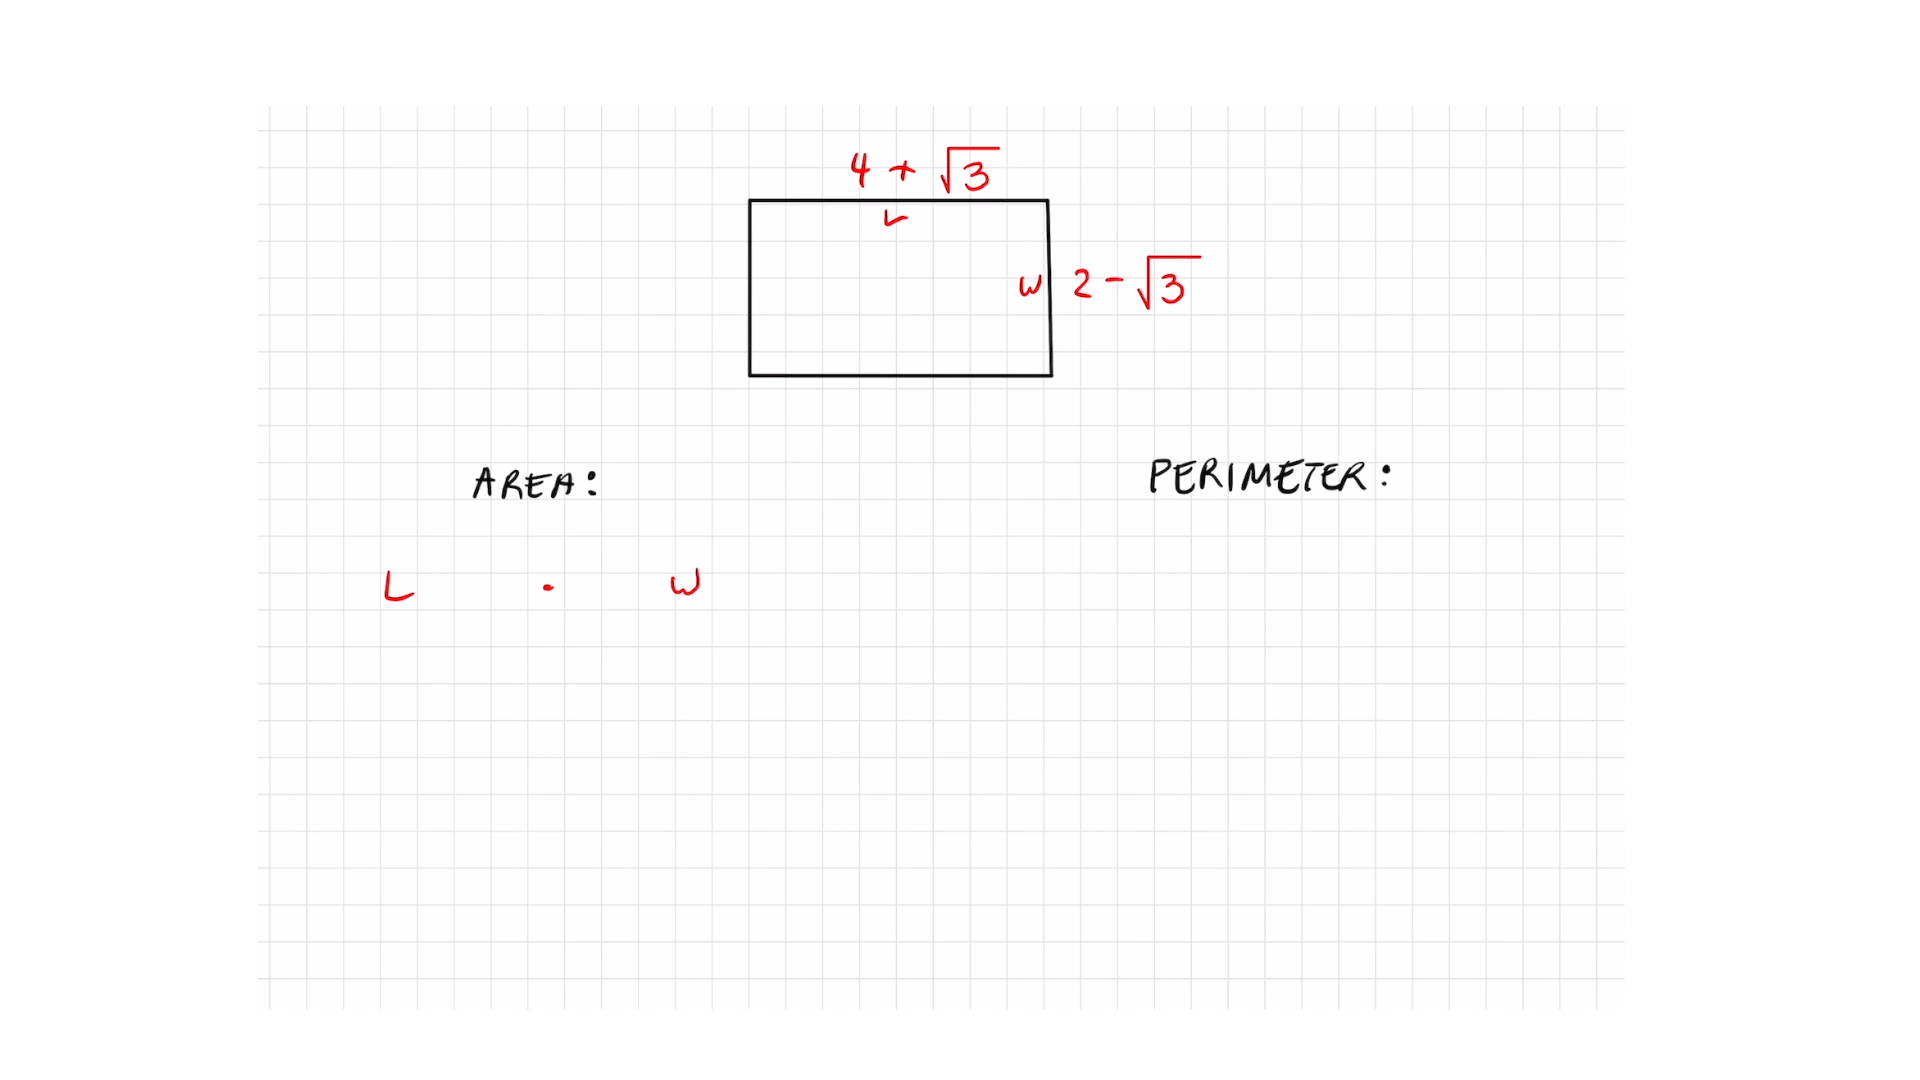 4 + √3
L
W 2 - √3
AREA: PERIMETER:
L · W